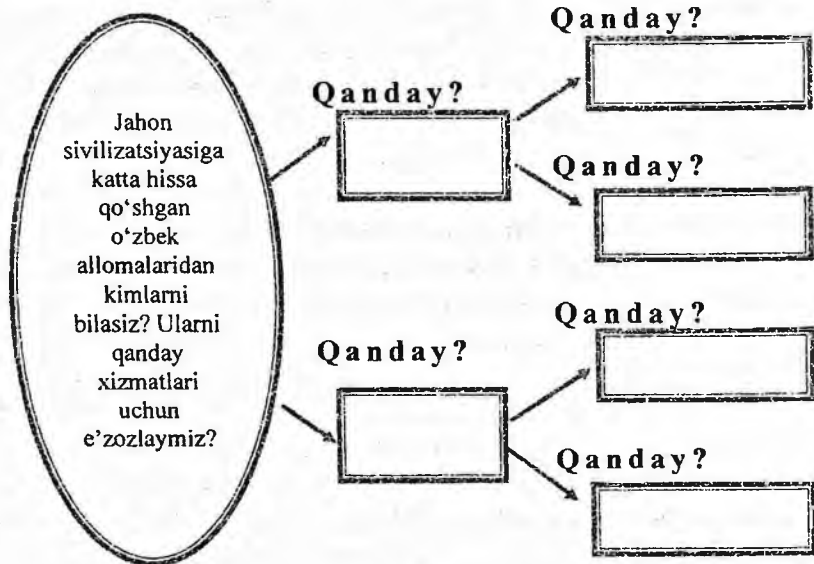 Jahon
sivilizatsiyasiga
katta hissa
qo‘shgan
o‘zbek
allomalaridan
kimlarni
bilasiz? Ularni
qanday
xizmatlari
uchun
e’zozlaymiz?
Qanday?
Qanday?
Qanday?
Qanday?
Qanday?
Qanday?